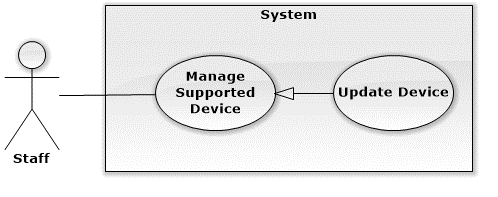 System
Manage
Supported
Device
Update Device
Staff